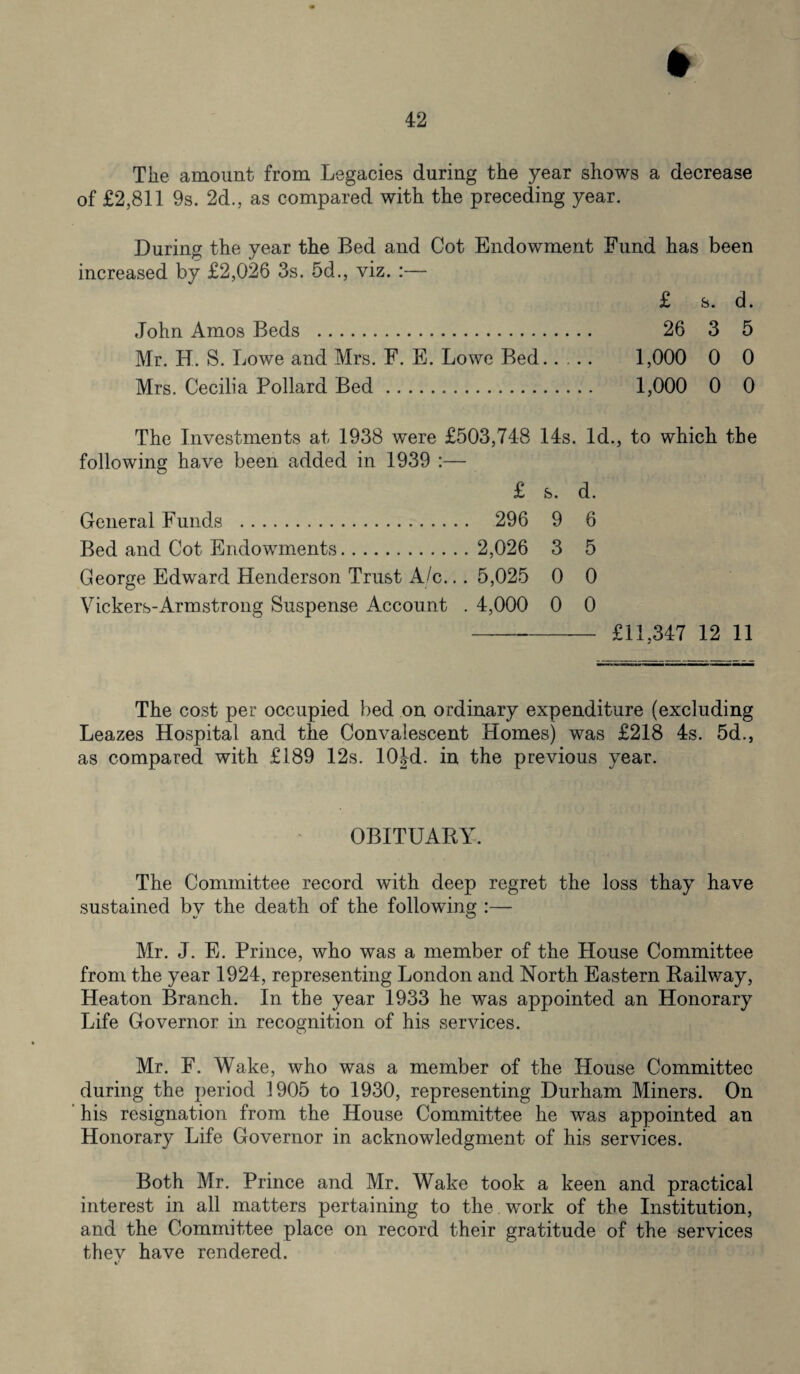 42
The amount from Legacies during the year shows a decrease
of £2,811 9s. 2d., as compared with the preceding year.
During the year the Bed and Cot Endowment Fund has been
increased by £2,026 3s. 5d., viz. :—
£ s. d.
John Amos Beds .......................... 26 3 5
Mr. H. S. Lowe and Mrs. F. E. Lowe Bed..... 1,000 0 0
Mrs. Cecilia Pollard Bed .................... 1,000 0 0
The Investments at 1938 were £503,748 14s. 1d., to which the
following have been added in 1939 :—
£ s. d.
General Funds ...................... 296 9 6
Bed and Cot Endowments............. 2,026 3 5
George Edward Henderson Trust A/c... 5,025 0 0
Vickers-Armstrong Suspense Account . 4,000 0 0
£11,347 12 11
The cost per occupied bed on ordinary expenditure (excluding
Leazes Hospital and the Convalescent Homes) was £218 4s. 5d.,
as compared with £189 12s. 10½d. in the previous year.
OBITUARY.
The Committee record with deep regret the loss thay have
sustained by the death of the following :—
Mr. J. E. Prince, who was a member of the House Committee
from the year 1924, representing London and North Eastern Railway,
Heaton Branch. In the year 1933 he was appointed an Honorary
Life Governor in recognition of his services.
Mr. F. Wake, who was a member of the House Committee
during the period 1905 to 1930, representing Durham Miners. On
his resignation from the House Committee he was appointed an
Honorary Life Governor in acknowledgment of his services.
Both Mr. Prince and Mr. Wake took a keen and practical
interest in all matters pertaining to the work of the Institution,
and the Committee place on record their gratitude of the services
they have rendered.